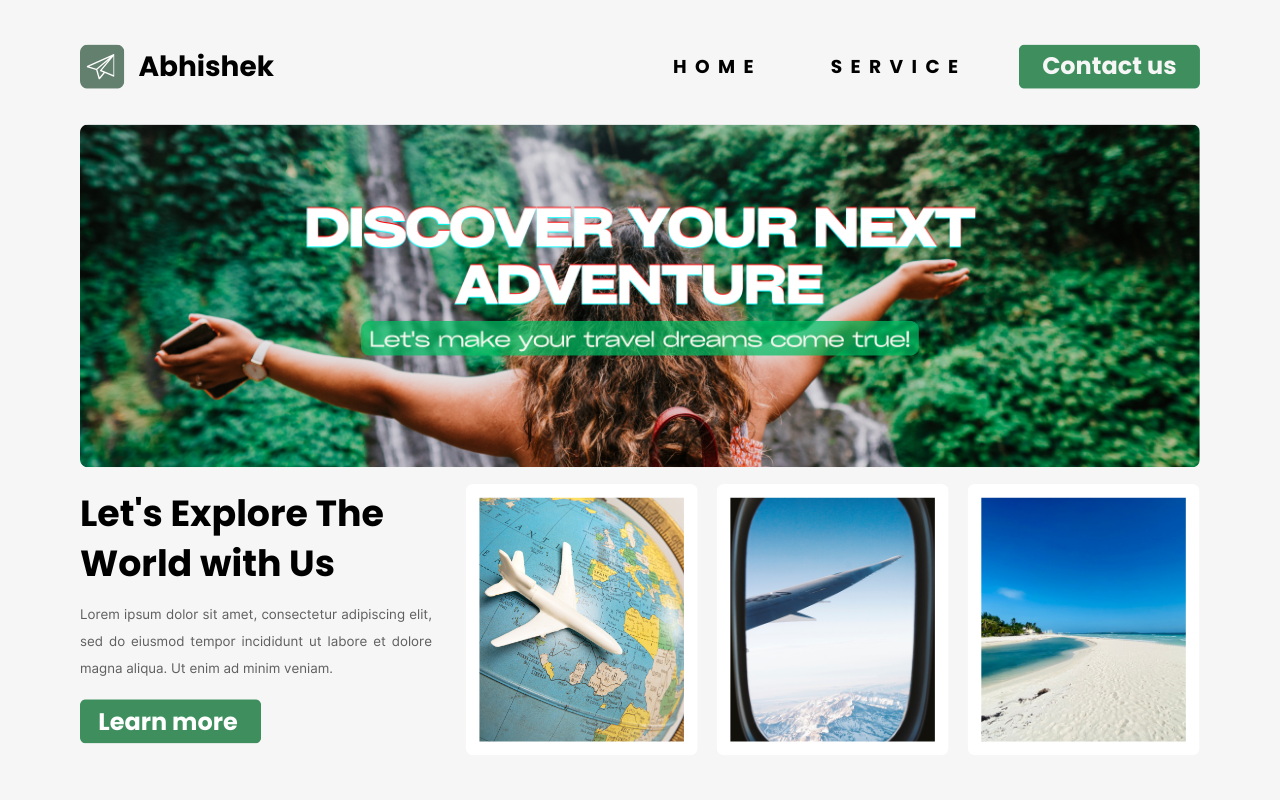 Abhishek
HOME
SERVICE
Contact us
DISCOVER YOUR NEXT
ADVENTURE
Let's make your travel dreams come true!
Let's Explore The
World with Us
Lorem ipsum dolor sit amet, consectetur adipiscing elit,
sed do eiusmod tempor incididunt ut labore et dolore
magna aliqua. Ut enim ad minim veniam.
Learn more